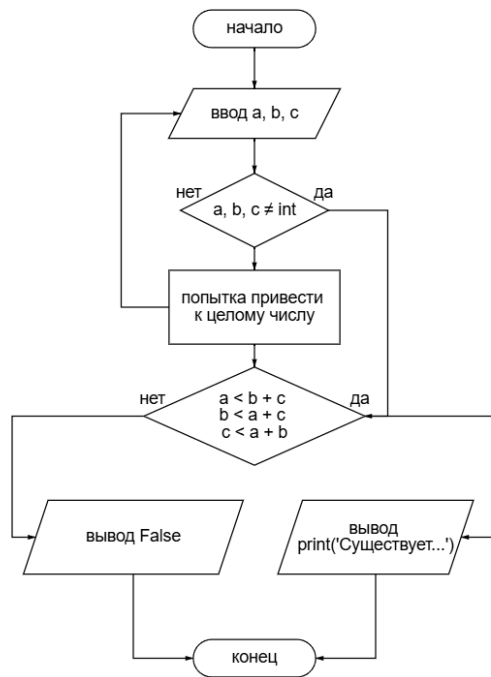 начало
ввод a, b, c
нет
да
a, b, c ≠ int
попытка привести
к целому числу
нет
да
a < b + c
b < a + c
c < a + b
вывод False
вывод
print('Существует...')
конец